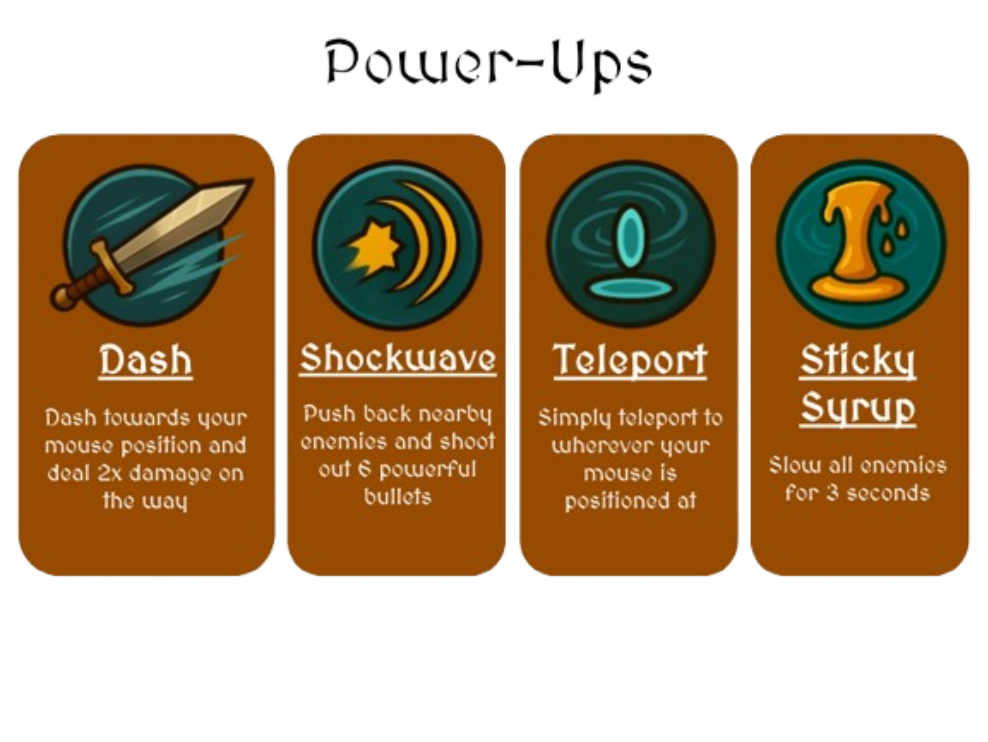 Power-Ups
Dash
Dash towards your
mouse position and
deal 2x damage on
the way
Shockwave
Push back nearby
enemies and shoot
out 6 powerful
bullets
Teleport
Simply teleport to
wherever your
mouse is
positioned at
Sticky
Syrup
Slow all enemies
for 3 seconds